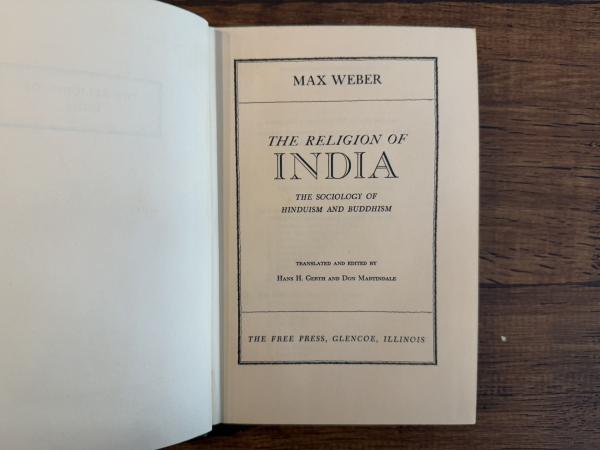 MAX WEBER
THE RELIGION OF
INDIA
THE SOCIOLOGY OF
HINDUISM AND BUDDHISM
TRANSLATED AND EDITED BY
HANS H. GERTH AND DON MARTINDALE
THE FREE PRESS, GLENCOE, ILLINOIS